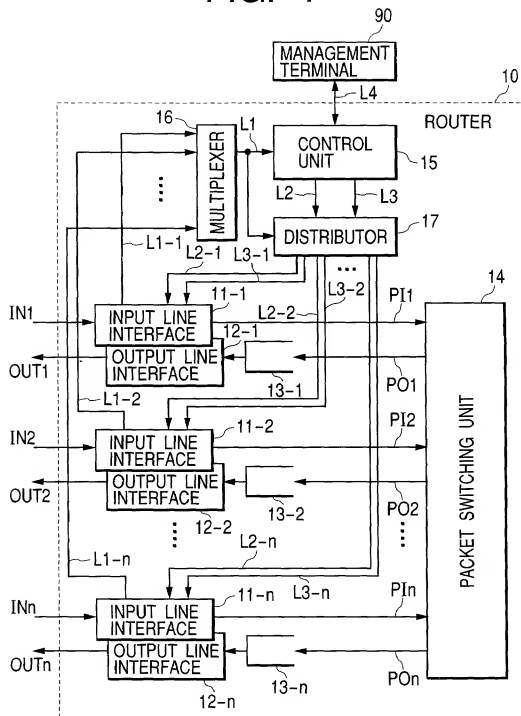 90
MANAGEMENT
TERMINAL
10
L4
16
ROUTER
MULTIPLEXER
L1
CONTROL
UNIT
15
L2
L3
17
DISTRIBUTOR
L1-1
L2-1
L3-1
L3-2
14
IN1
11-1
L2-2
PI1
INPUT LINE
INTERFACE
12-1
OUTPUT LINE
INTERFACE
OUT1
13-1
PO1
L1-2
IN2
11-2
PI2
INPUT LINE
INTERFACE
OUTPUT LINE
INTERFACE
OUT2
12-2
13-2
PO2
PACKET SWITCHING UNIT
L1-n
L2-n
L3-n
INn
11-n
PIn
INPUT LINE
INTERFACE
OUTPUT LINE
INTERFACE
OUTn
12-n
13-n
POn